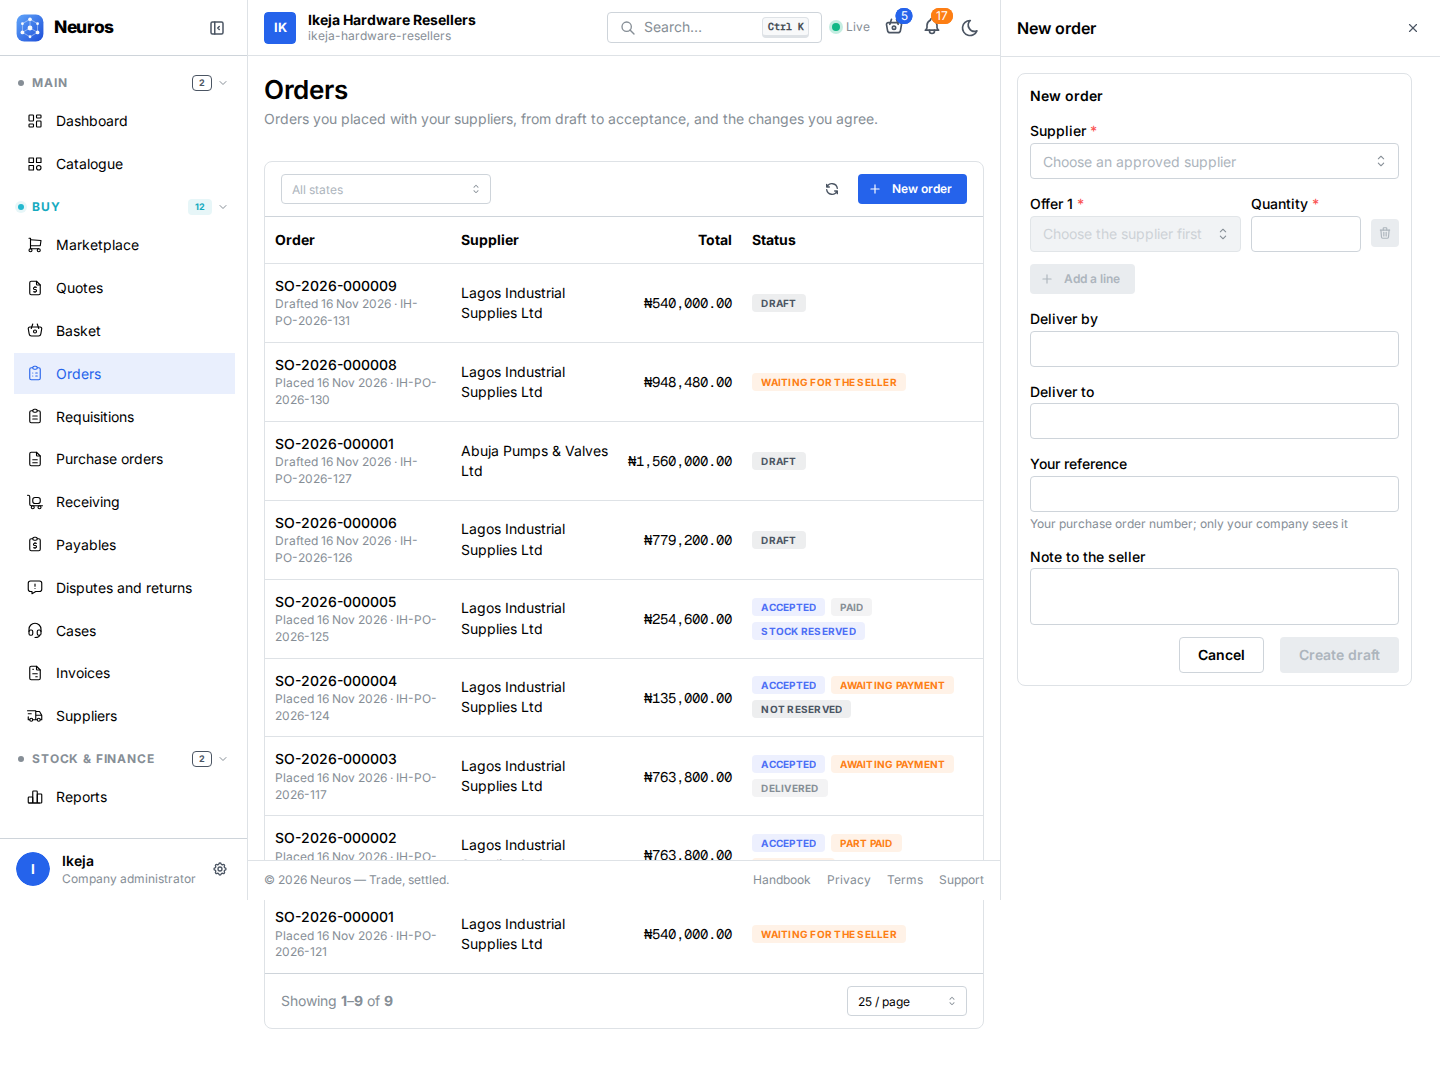 Neuros
MAIN
2
Dashboard
Catalogue
BUY
12
Marketplace
Quotes
Basket
Orders
Requisitions
Purchase orders
Receiving
Payables
Disputes and returns
Cases
Invoices
Suppliers
STOCK & FINANCE
2
Reports
I
Ikeja
Company administrator
IK
Ikeja Hardware Resellers
ikeja-hardware-resellers
Search...
Ctrl K
Live
5
17
Orders
Orders you placed with your suppliers, from draft to acceptance, and the changes you agree.
All states
New order
Order Supplier Total Status
SO-2026-000009
Drafted 16 Nov 2026 · IH-
PO-2026-131
Lagos Industrial
Supplies Ltd
₦540,000.00
DRAFT
SO-2026-000008
Placed 16 Nov 2026 · IH-PO-
2026-130
Lagos Industrial
Supplies Ltd
₦948,480.00
WAITING FOR THE SELLER
SO-2026-000001
Drafted 16 Nov 2026 · IH-
PO-2026-127
Abuja Pumps & Valves
Ltd
₦1,560,000.00
DRAFT
SO-2026-000006
Drafted 16 Nov 2026 · IH-
PO-2026-126
Lagos Industrial
Supplies Ltd
₦779,200.00
DRAFT
SO-2026-000005
Placed 16 Nov 2026 · IH-PO-
2026-125
Lagos Industrial
Supplies Ltd
₦254,600.00
ACCEPTED
PAID
STOCK RESERVED
SO-2026-000004
Placed 16 Nov 2026 · IH-PO-
2026-124
Lagos Industrial
Supplies Ltd
₦135,000.00
ACCEPTED
AWAITING PAYMENT
NOT RESERVED
SO-2026-000003
Placed 16 Nov 2026 · IH-PO-
2026-117
Lagos Industrial
Supplies Ltd
₦763,800.00
ACCEPTED
AWAITING PAYMENT
DELIVERED
SO-2026-000002
Placed 16 Nov 2026 · IH-PO-
Lagos Industrial
₦763,800.00
ACCEPTED
PART PAID
© 2026 Neuros — Trade, settled.
Handbook
Privacy
Terms
Support
SO-2026-000001
Placed 16 Nov 2026 · IH-PO-
2026-121
Lagos Industrial
Supplies Ltd
₦540,000.00
WAITING FOR THE SELLER
Showing 1–9 of 9
25 / page
New order
New order
Supplier *
Choose an approved supplier
Offer 1 *
Quantity *
Choose the supplier first
Add a line
Deliver by
Deliver to
Your reference
Your purchase order number; only your company sees it
Note to the seller
Cancel
Create draft